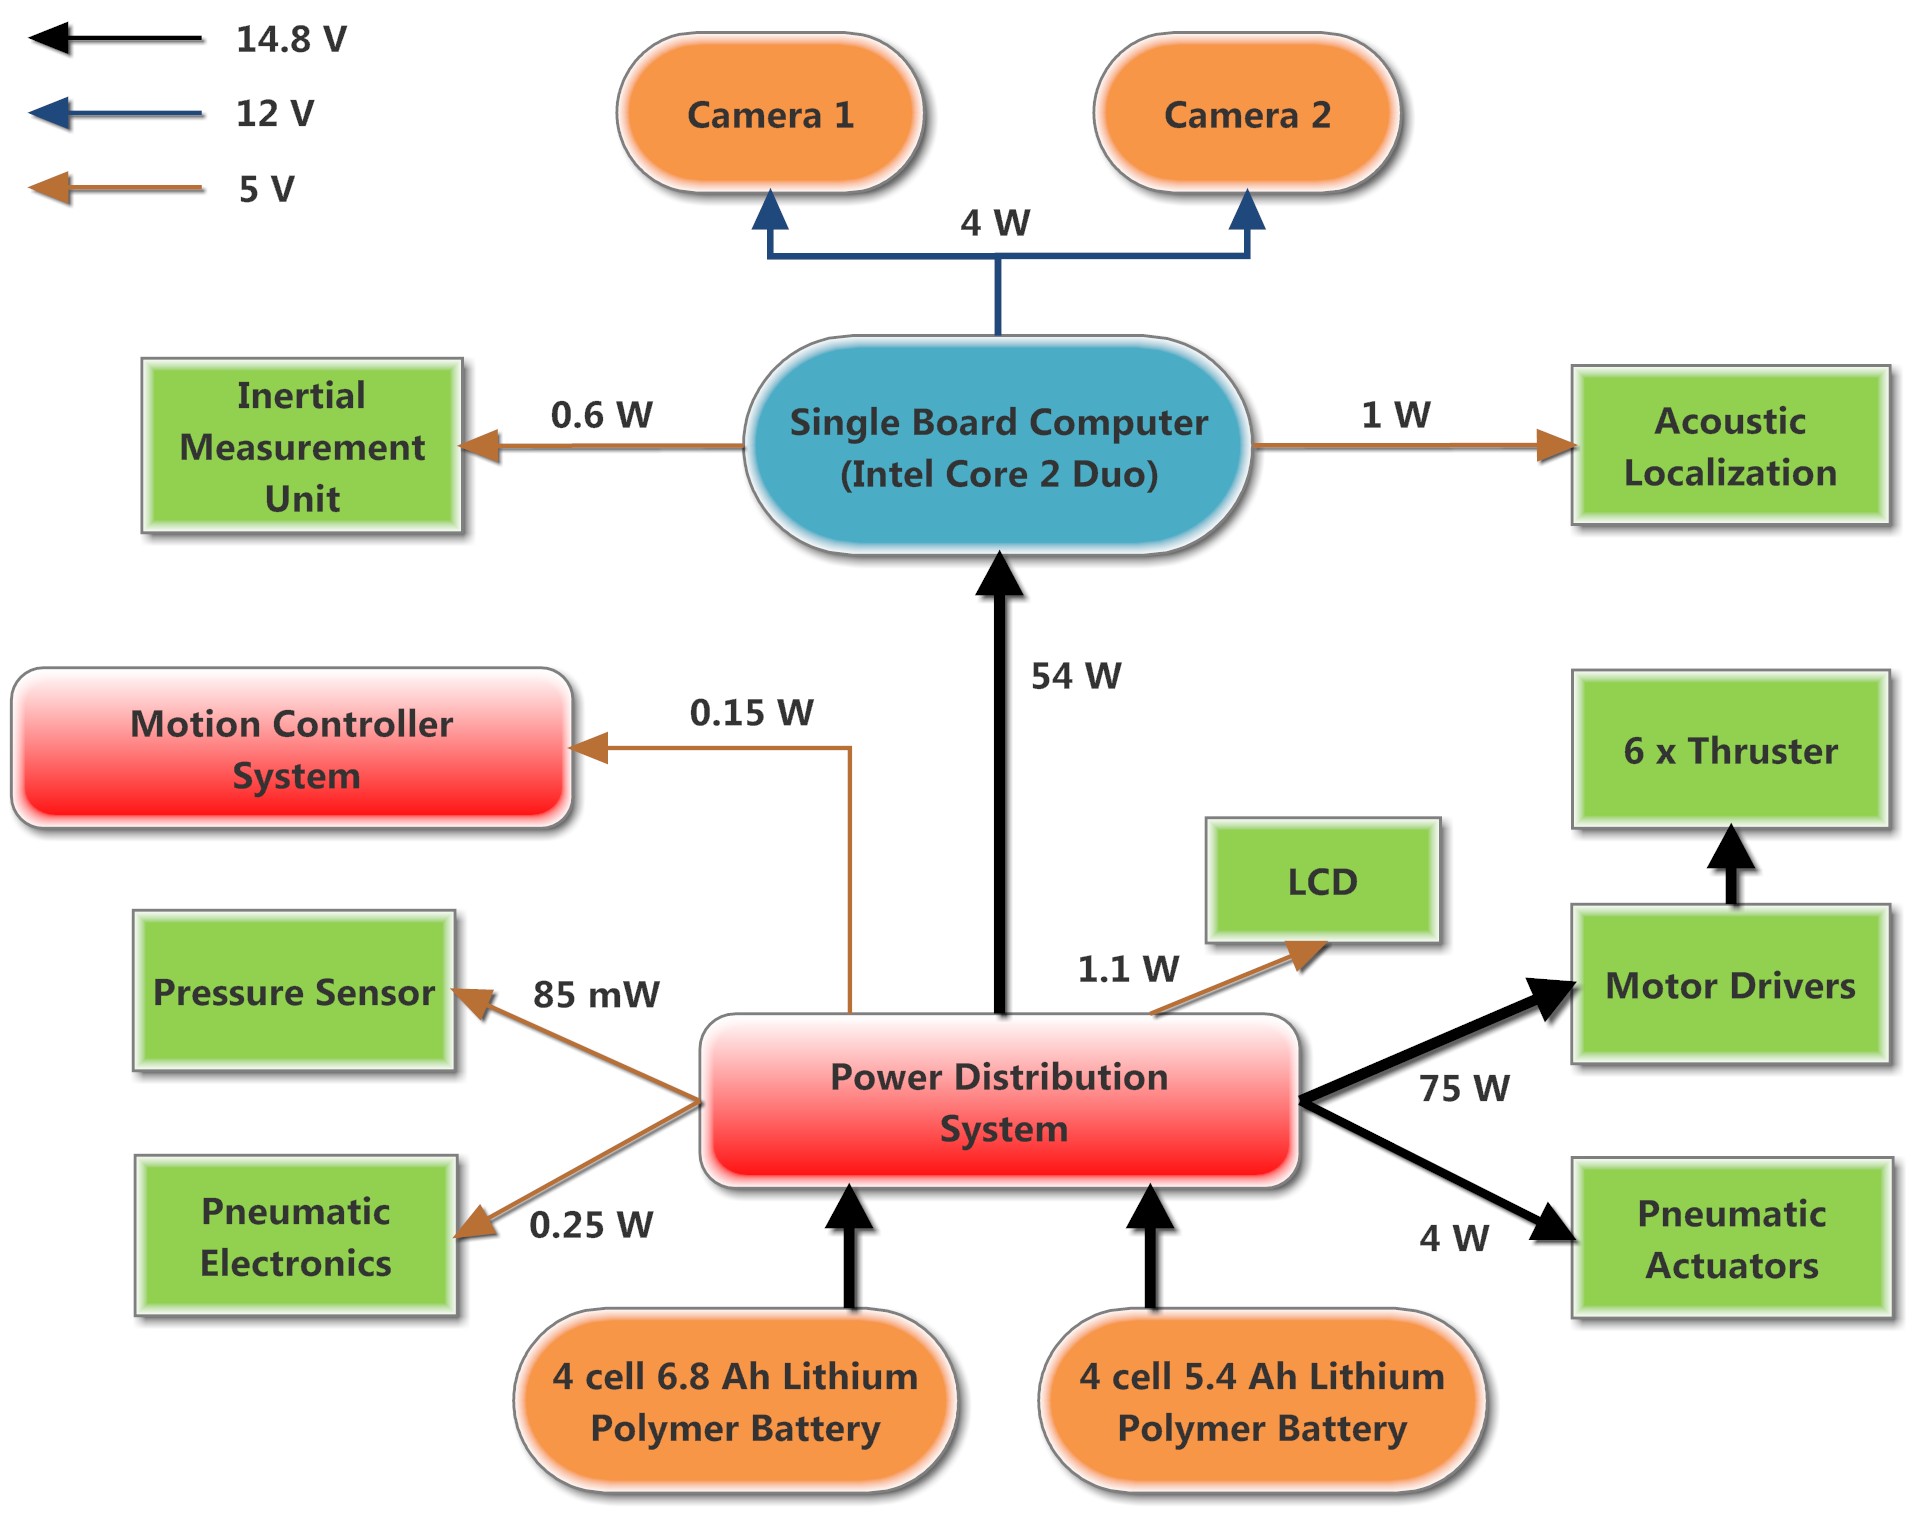 14.8 V
12 V
5 V
Camera 1
Camera 2
4 W
Inertial
Measurement
Unit
0.6 W
Single Board Computer
(Intel Core 2 Duo)
1 W
Acoustic
Localization
54 W
Motion Controller
System
0.15 W
6 x Thruster
LCD
1.1 W
Pressure Sensor
85 mW
Motor Drivers
75 W
Power Distribution
System
Pneumatic
Electronics
0.25 W
4 W
Pneumatic
Actuators
4 cell 6.8 Ah Lithium
Polymer Battery
4 cell 5.4 Ah Lithium
Polymer Battery